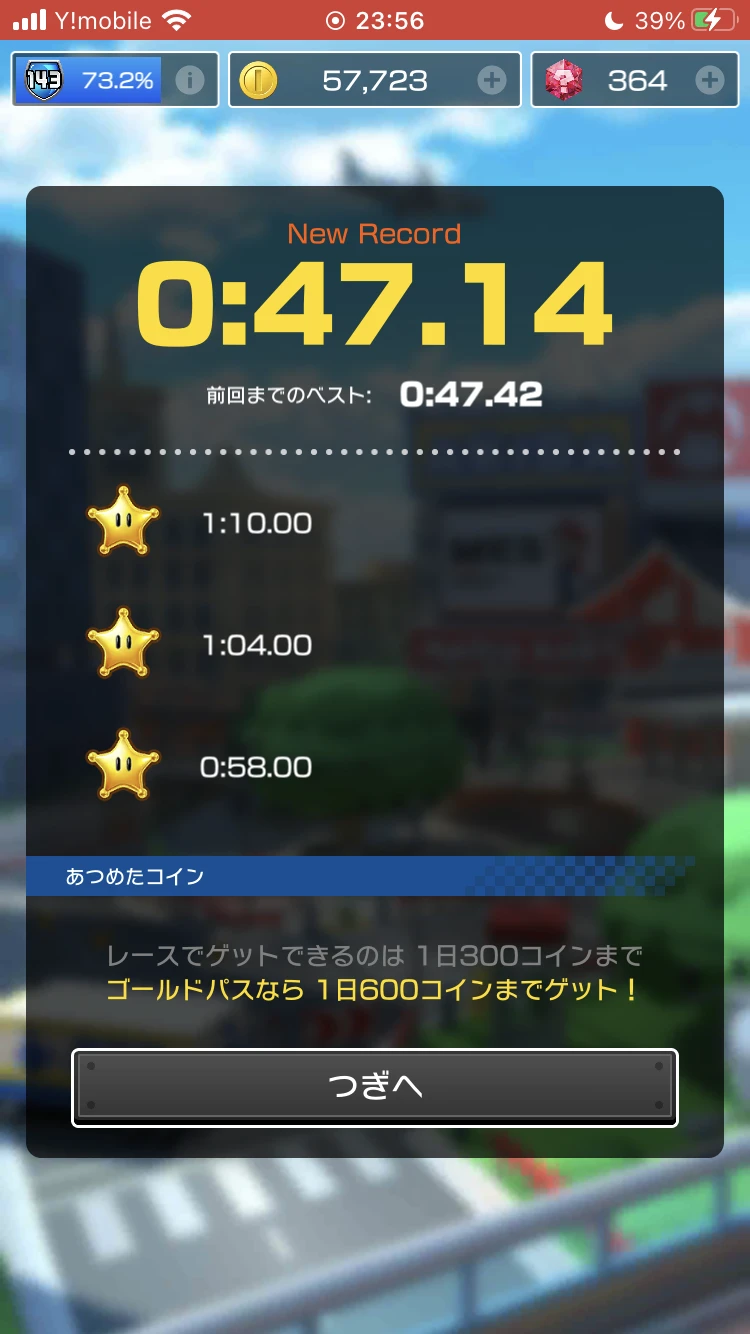 Y!mobile 23:56 39%
143 73.2% 57,723 364
New Record
0:47.14
前回までのベスト: 0:47.42
1:10.00
1:04.00
0:58.00
あつめたコイン
レースでゲットできるのは 1日300コインまで
ゴールドパスなら 1日600コインまでゲット！
つぎへ